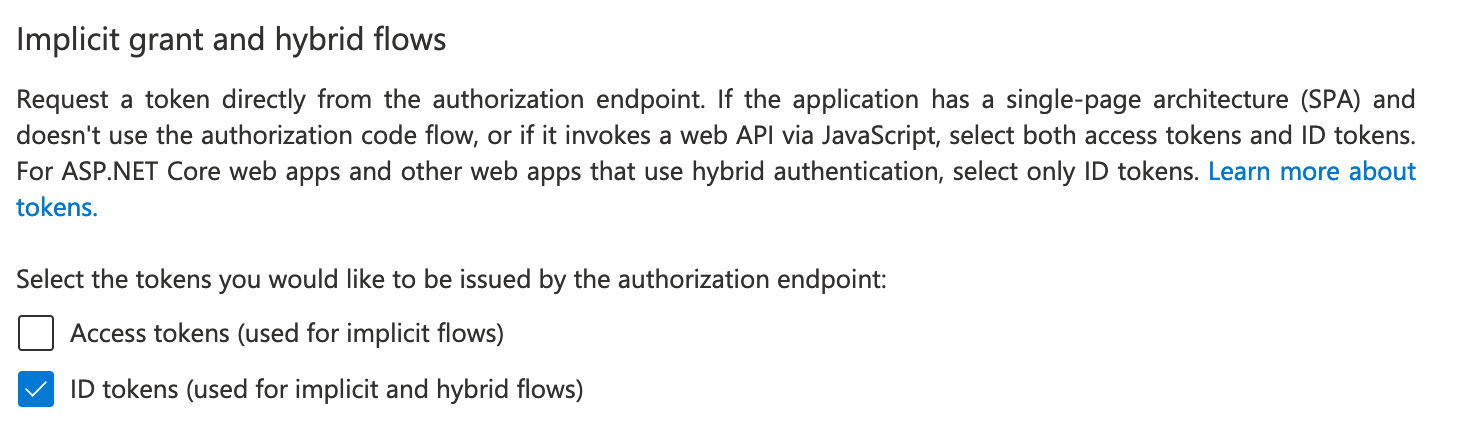 Implicit grant and hybrid flows
Request a token directly from the authorization endpoint. If the application has a single-page architecture (SPA) and
doesn't use the authorization code flow, or if it invokes a web API via JavaScript, select both access tokens and ID tokens.
For ASP.NET Core web apps and other web apps that use hybrid authentication, select only ID tokens. Learn more about
tokens.
Select the tokens you would like to be issued by the authorization endpoint:
Access tokens (used for implicit flows)
ID tokens (used for implicit and hybrid flows)